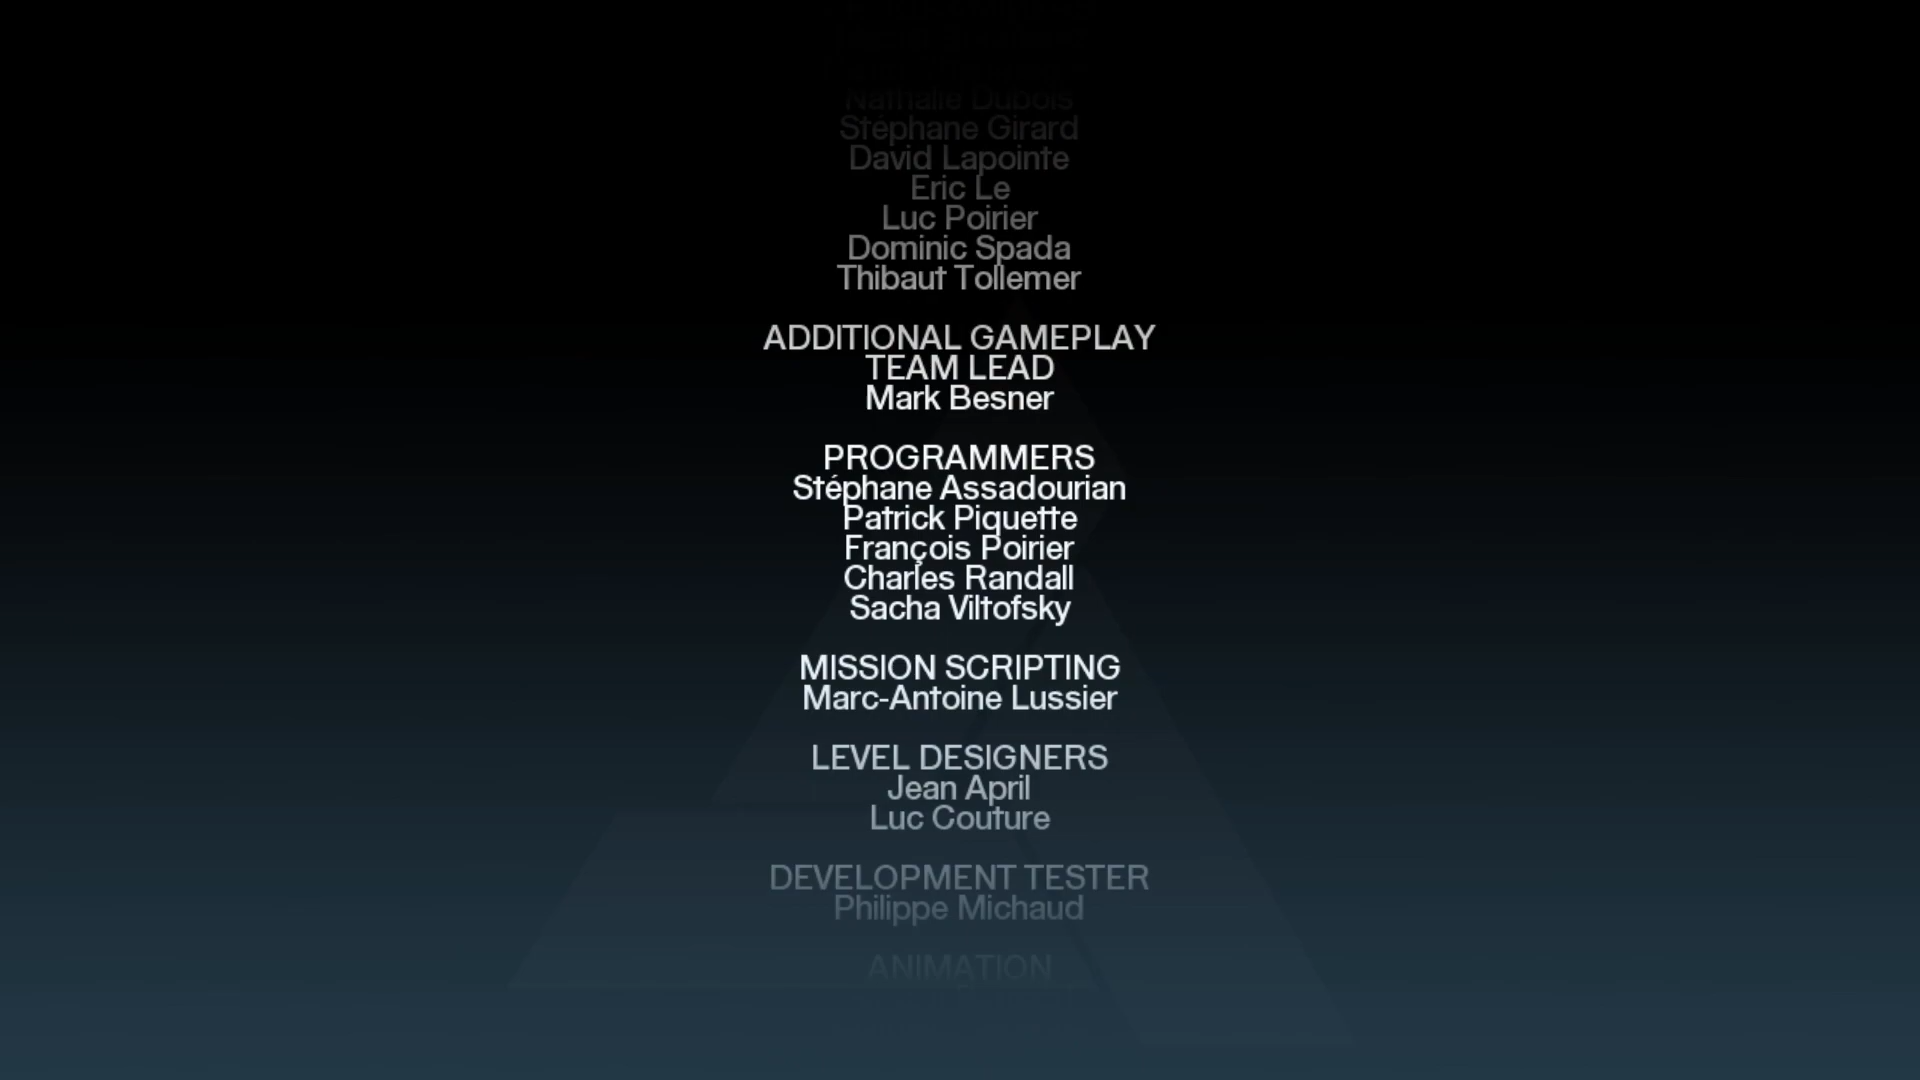 Nathalie Dubois
Stéphane Girard
David Lapointe
Eric Le
Luc Poirier
Dominic Spada
Thibaut Tollemer
ADDITIONAL GAMEPLAY
TEAM LEAD
Mark Besner
PROGRAMMERS
Stéphane Assadourian
Patrick Piquette
François Poirier
Charles Randall
Sacha Viltofsky
MISSION SCRIPTING
Marc-Antoine Lussier
LEVEL DESIGNERS
Jean April
Luc Couture
DEVELOPMENT TESTER
Philippe Michaud
ANIMATION